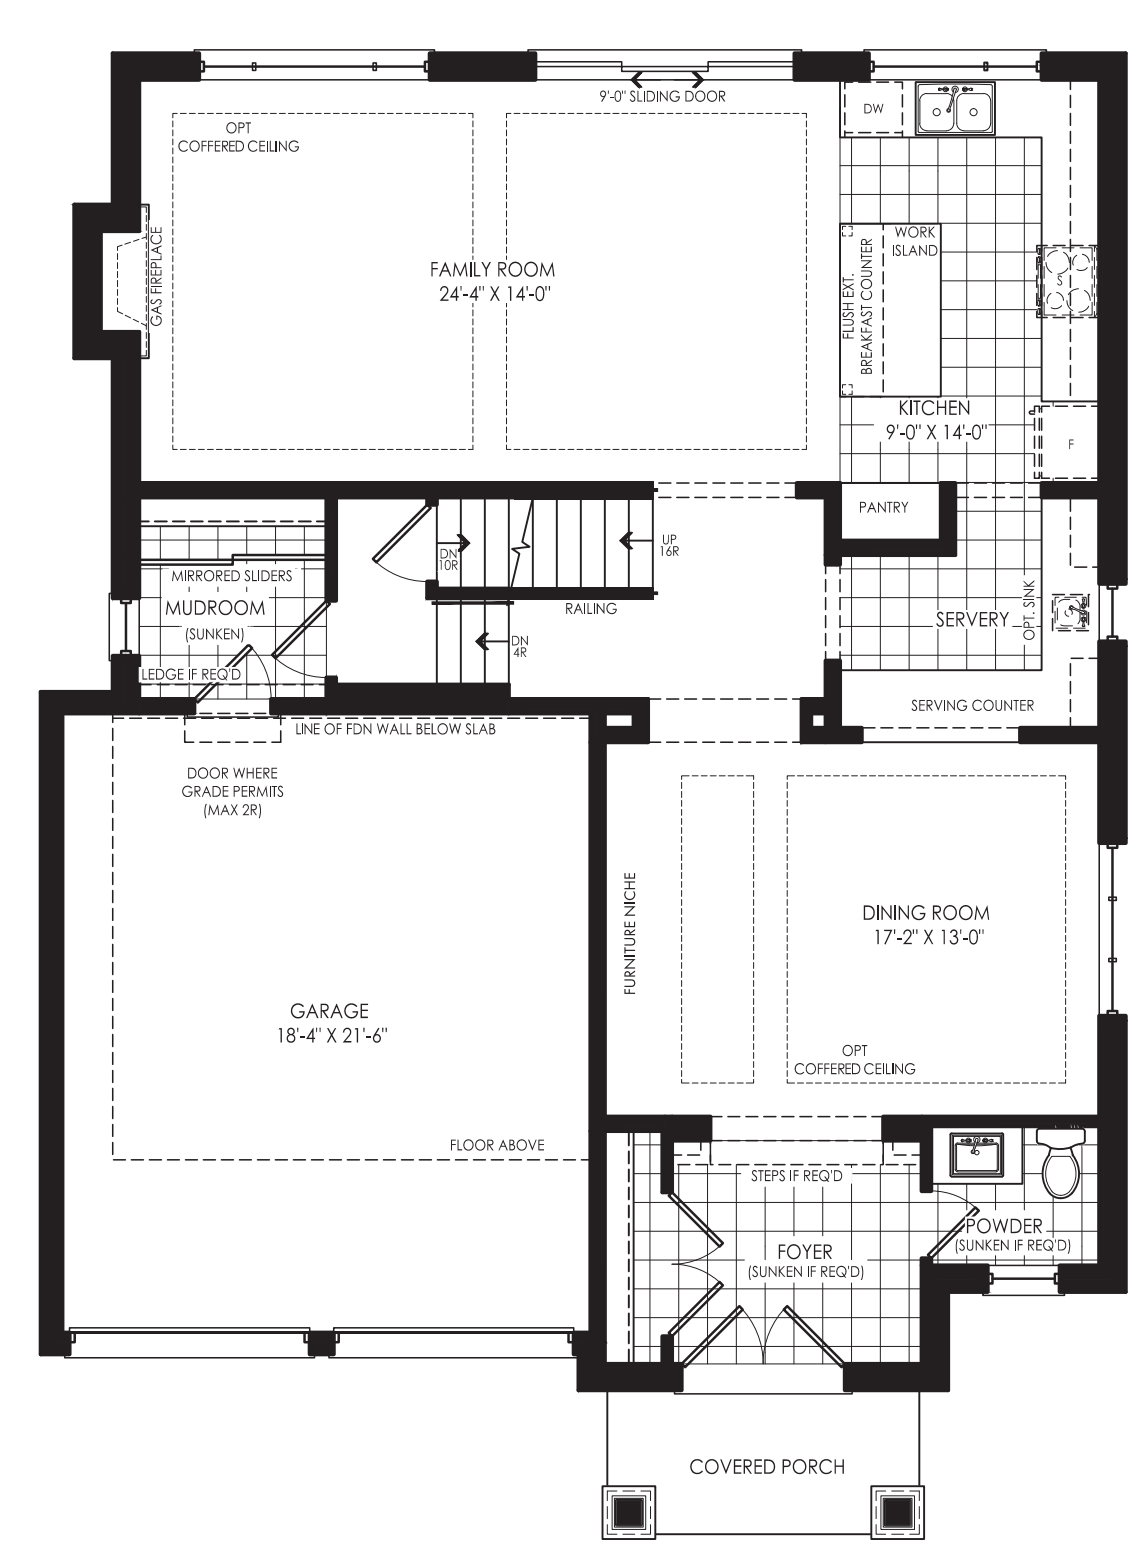 9'-0" SLIDING DOOR
DW
OPT
COFFERED CEILING
GAS FIREPLACE
FAMILY ROOM
24'-4" X 14'-0"
WORK
ISLAND
FLUSH EXT.
BREAKFAST COUNTER
S
KITCHEN
9'-0" X 14'-0"
F
PANTRY
UP
16R
DN
10R
MIRRORED SLIDERS
MUDROOM
(SUNKEN)
LEDGE IF REQ'D
RAILING
DN
4R
SERVERY
OPT. SINK
SERVING COUNTER
LINE OF FDN WALL BELOW SLAB
DOOR WHERE
GRADE PERMITS
(MAX 2R)
FURNITURE NICHE
DINING ROOM
17'-2" X 13'-0"
GARAGE
18'-4" X 21'-6"
OPT
COFFERED CEILING
FLOOR ABOVE
STEPS IF REQ'D
FOYER
(SUNKEN IF REQ'D)
POWDER
(SUNKEN IF REQ'D)
COVERED PORCH